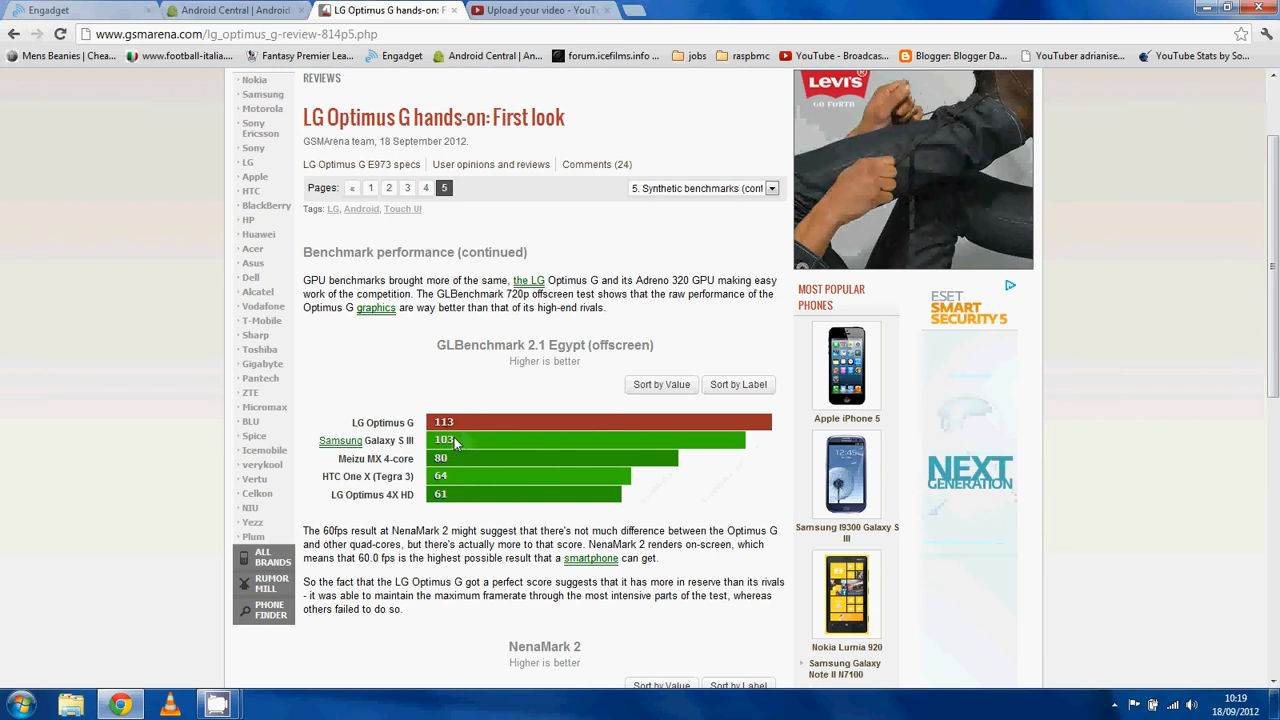 Engadget
Android Central | Android
LG Optimus G hands-on: F
Upload your video - YouT
www.gsmarena.com/lg_optimus_g-review-814p5.php
Mens Beanies | Chea...
www.football-italia....
Fantasy Premier Lea...
Engadget
Android Central | An...
forum.icefilms.info ...
jobs
raspbmc
YouTube - Broadcas...
Blogger: Blogger Da...
YouTuber adrianise...
YouTube Stats by So...
Nokia
Samsung
Motorola
Sony
Ericsson
Sony
LG
Apple
HTC
BlackBerry
HP
Huawei
Acer
Asus
Dell
Alcatel
Vodafone
T-Mobile
Sharp
Toshiba
Gigabyte
Pantech
ZTE
Micromax
BLU
Spice
Icemobile
verykool
Vertu
Celkon
NIU
Yezz
Plum
ALL
BRANDS
RUMOR
MILL
PHONE
FINDER
REVIEWS
LG Optimus G hands-on: First look
GSMArena team, 18 September 2012.
LG Optimus G E973 specs
User opinions and reviews
Comments (24)
Pages: « 1 2 3 4 5
5. Synthetic benchmarks (cont
Tags: LG, Android, Touch UI
Benchmark performance (continued)
GPU benchmarks brought more of the same, the LG Optimus G and its Adreno 320 GPU making easy
work of the competition. The GLBenchmark 720p offscreen test shows that the raw performance of the
Optimus G graphics are way better than that of its high-end rivals.
GLBenchmark 2.1 Egypt (offscreen)
Higher is better
Sort by Value
Sort by Label
LG Optimus G 113
Samsung Galaxy S III 103
Meizu MX 4-core 80
HTC One X (Tegra 3) 64
LG Optimus 4X HD 61
The 60fps result at NenaMark 2 might suggest that there's not much difference between the Optimus G
and other quad-cores, but there's actually more to that score. NenaMark 2 renders on-screen, which
means that 60.0 fps is the highest possible result that a smartphone can get.
So the fact that the LG Optimus G got a perfect score suggests that it has more in reserve than its rivals
- it was able to maintain the maximum framerate through the most intensive parts of the test, whereas
others failed to do so.
NenaMark 2
Higher is better
Sort by Value
Sort by Label
Levi's
GO FORTH
MOST POPULAR
PHONES
Apple iPhone 5
Samsung I9300 Galaxy S
III
Nokia Lumia 920
Samsung Galaxy
Note II N7100
ESET
SMART
SECURITY 5
NEXT
GENERATION
10:19
18/09/2012